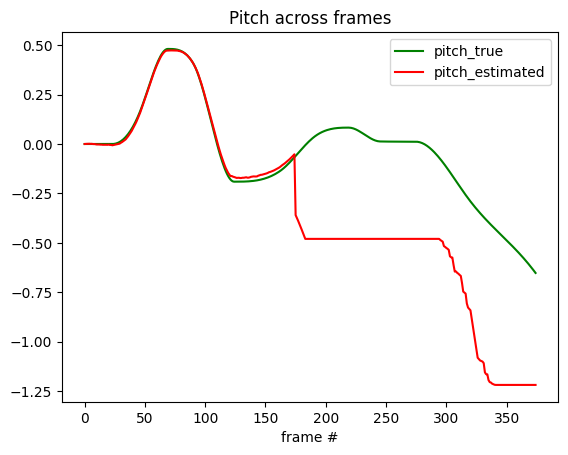 Pitch across frames
pitch_true
pitch_estimated
0.50
0.25
0.00
−0.25
−0.50
−0.75
−1.00
−1.25
0 50 100 150 200 250 300 350
frame #